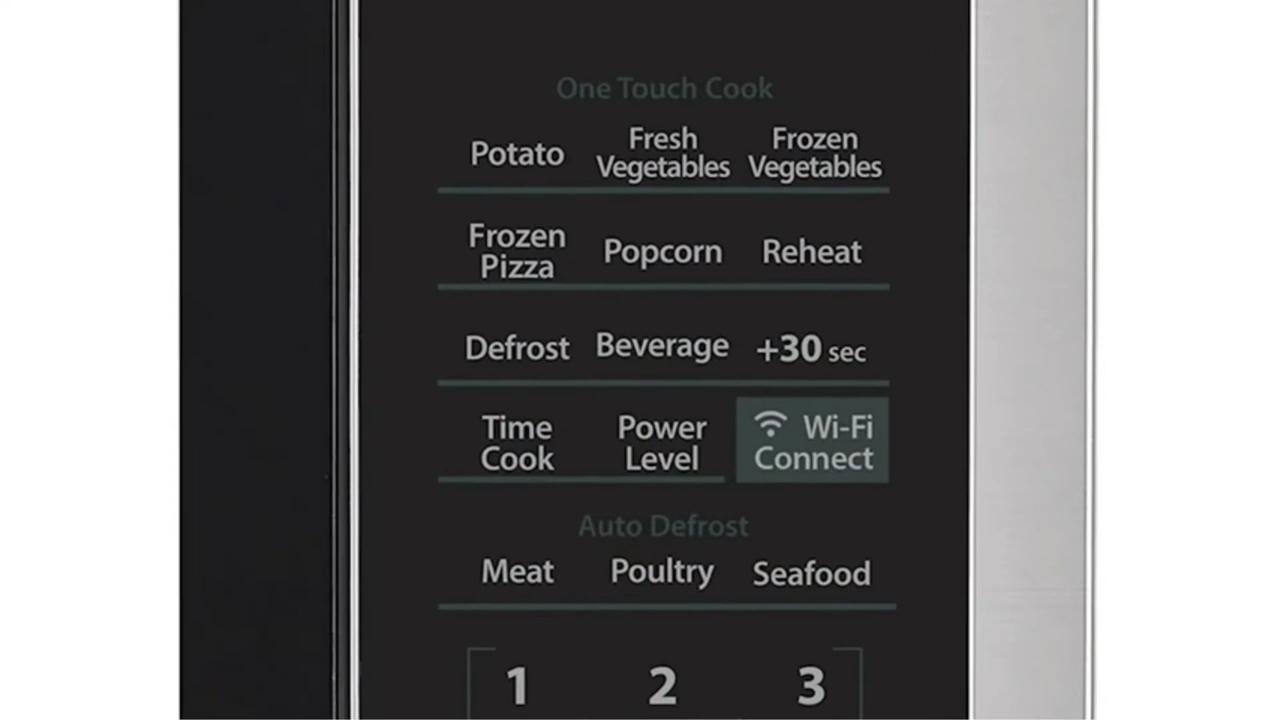 One Touch Cook
Potato
Fresh
Vegetables
Frozen
Vegetables
Frozen
Pizza
Popcorn
Reheat
Defrost
Beverage
+30 sec
Time
Cook
Power
Level
Wi-Fi
Connect
Auto Defrost
Meat
Poultry
Seafood
1
2
3